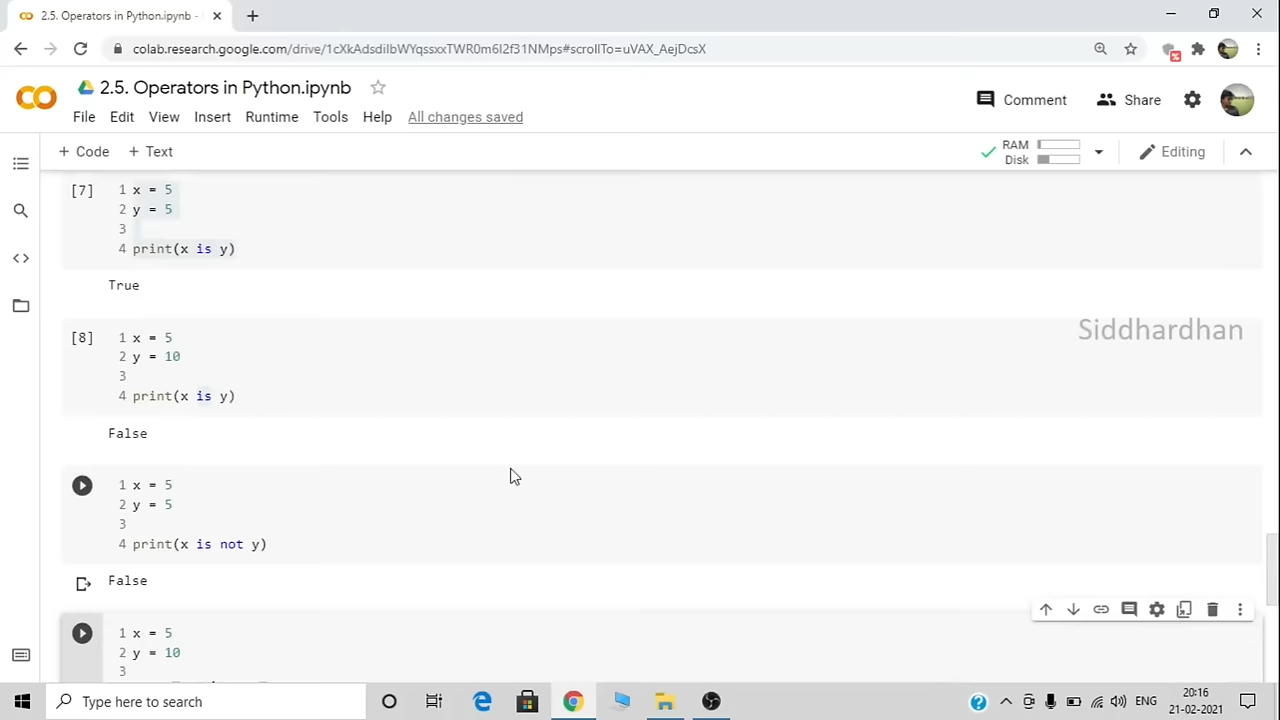 2.5. Operators in Python.ipynb -
colab.research.google.com/drive/1cXkAdsdiIbWYqssxxTWR0m6I2f31NMps#scrollTo=uVAX_AejDcsX
2.5. Operators in Python.ipynb
File Edit View Insert Runtime Tools Help All changes saved
Comment
Share
+ Code + Text
RAM
Disk
Editing
[7]
1 x = 5
2 y = 5
3
4 print(x is y)
True
[8]
1 x = 5
2 y = 10
3
4 print(x is y)
False
Siddhardhan
1 x = 5
2 y = 5
3
4 print(x is not y)
False
1 x = 5
2 y = 10
3
Type here to search
ENG
20:16
21-02-2021